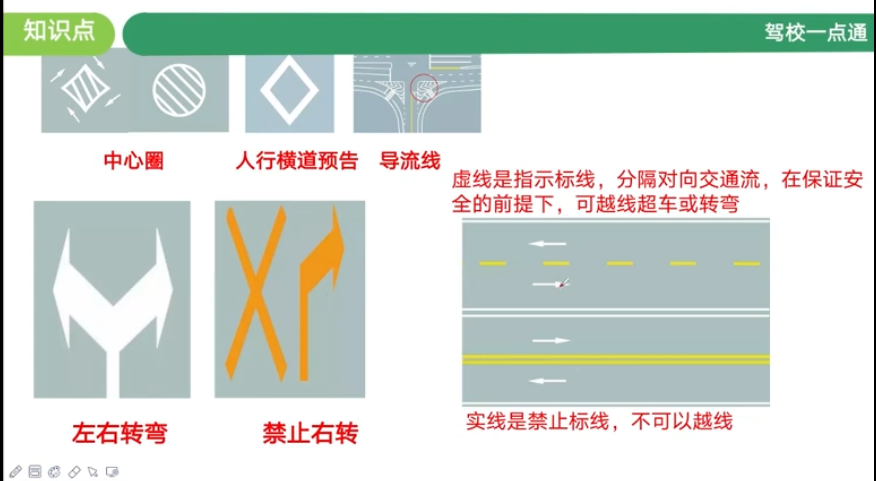 知识点
驾校一点通
中心圈
人行横道预告
导流线
虚线是指示标线，分隔对向交通流，在保证安
全的前提下，可越线超车或转弯
左右转弯
禁止右转
实线是禁止标线，不可以越线